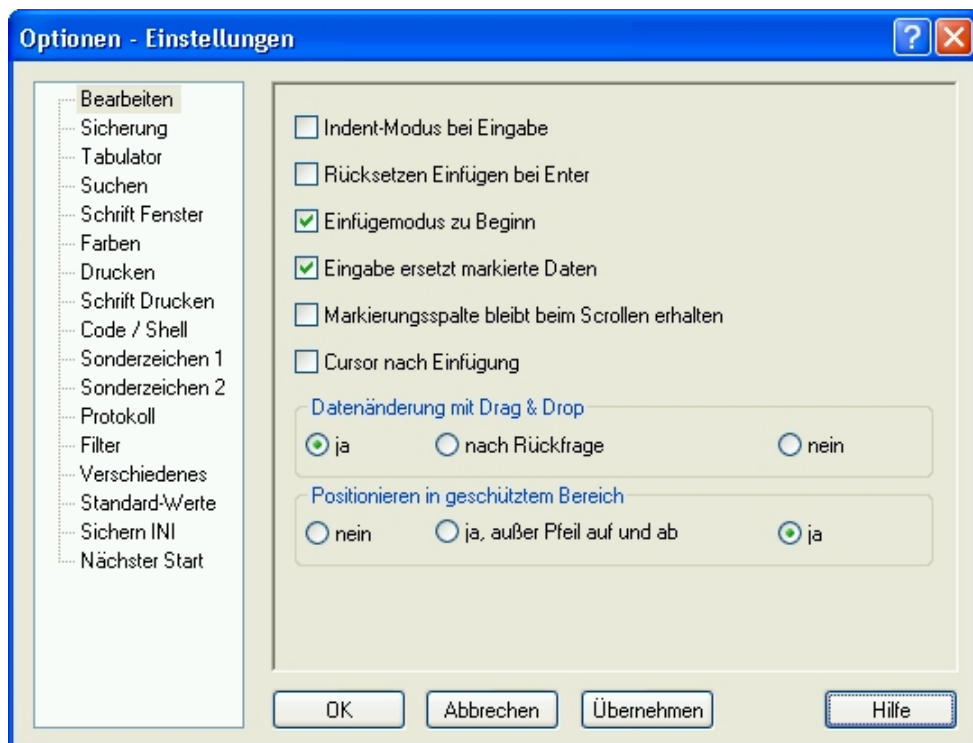 Optionen - Einstellungen
Bearbeiten
Sicherung
Tabulator
Suchen
Schrift Fenster
Farben
Drucken
Schrift Drucken
Code / Shell
Sonderzeichen 1
Sonderzeichen 2
Protokoll
Filter
Verschiedenes
Standard-Werte
Sichern INI
Nächster Start
Indent-Modus bei Eingabe
Rücksetzen Einfügen bei Enter
Einfügemodus zu Beginn
Eingabe ersetzt markierte Daten
Markierungsspalte bleibt beim Scrollen erhalten
Cursor nach Einfügung
Datenänderung mit Drag & Drop
ja nach Rückfrage nein
Positionieren in geschütztem Bereich
nein ja, außer Pfeil auf und ab ja
OK Abbrechen Übernehmen Hilfe